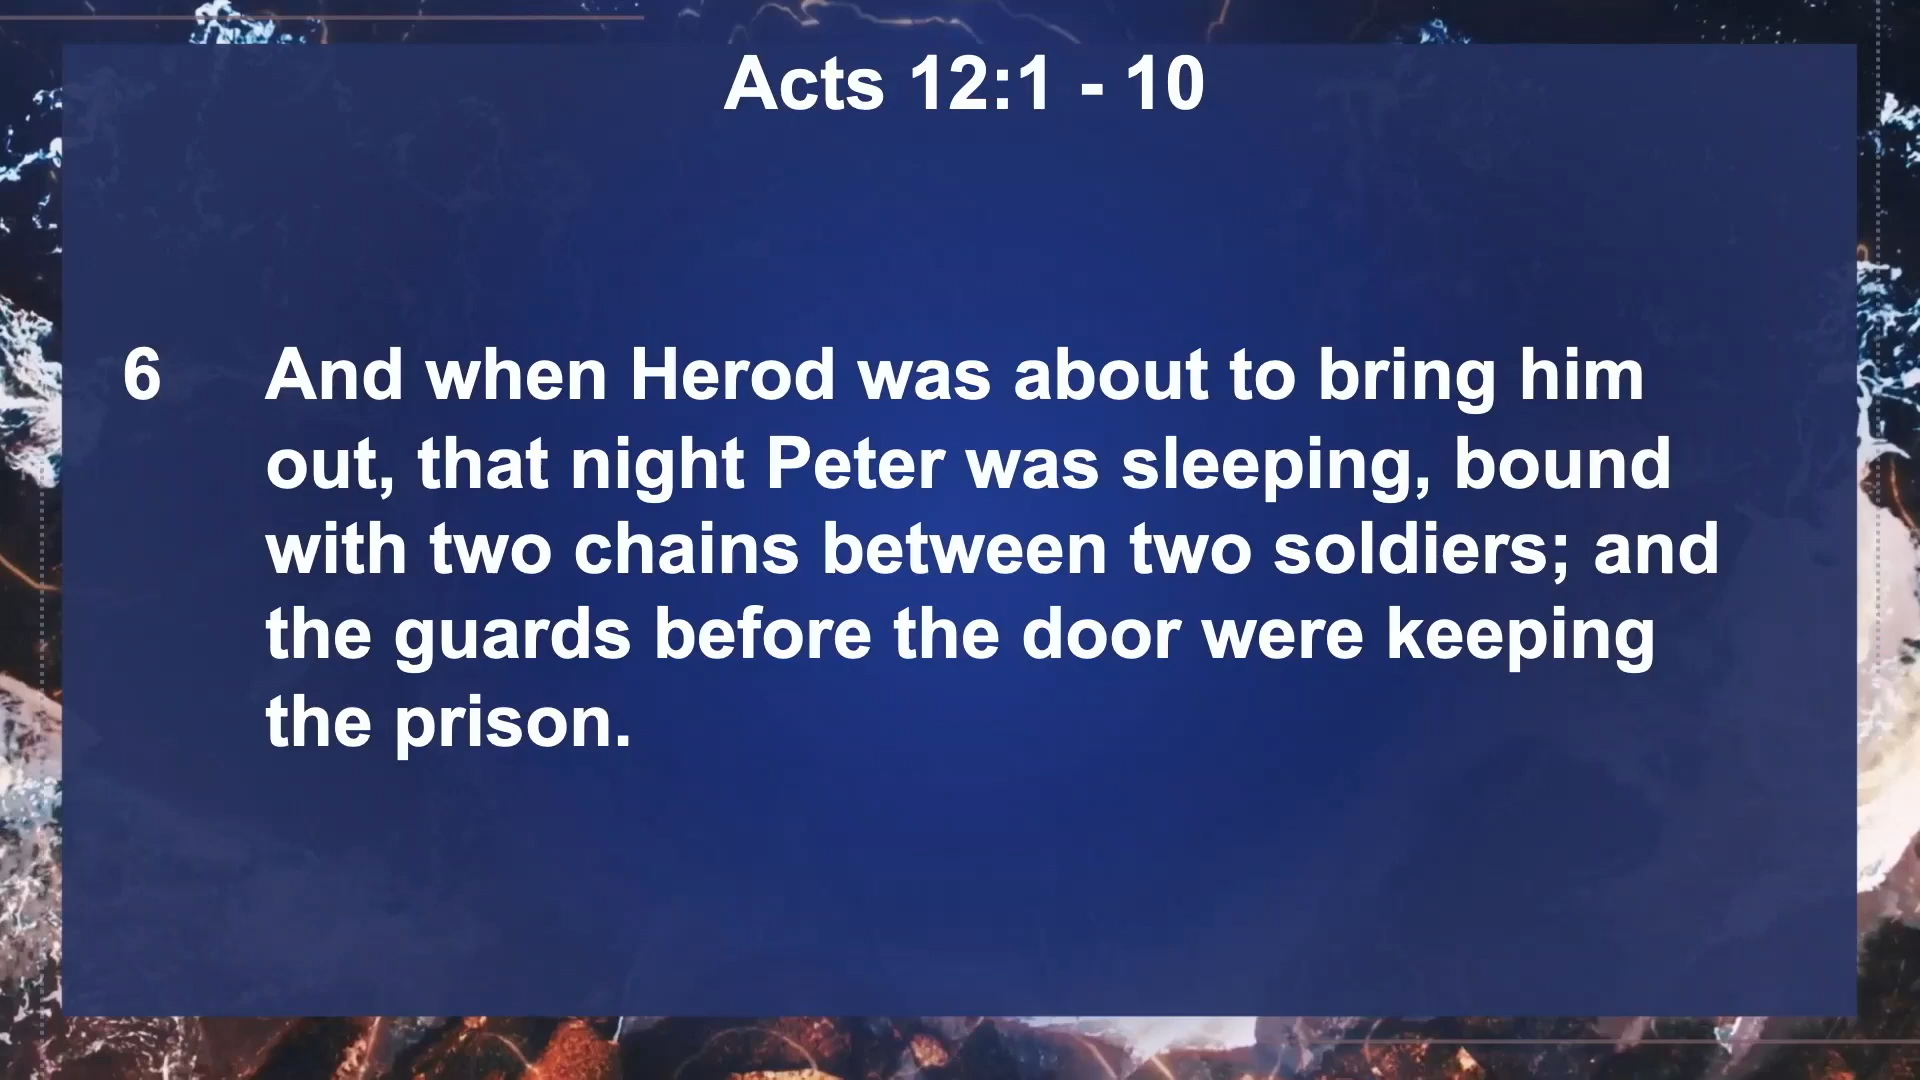 Acts 12:1 - 10
6 And when Herod was about to bring him
out, that night Peter was sleeping, bound
with two chains between two soldiers; and
the guards before the door were keeping
the prison.